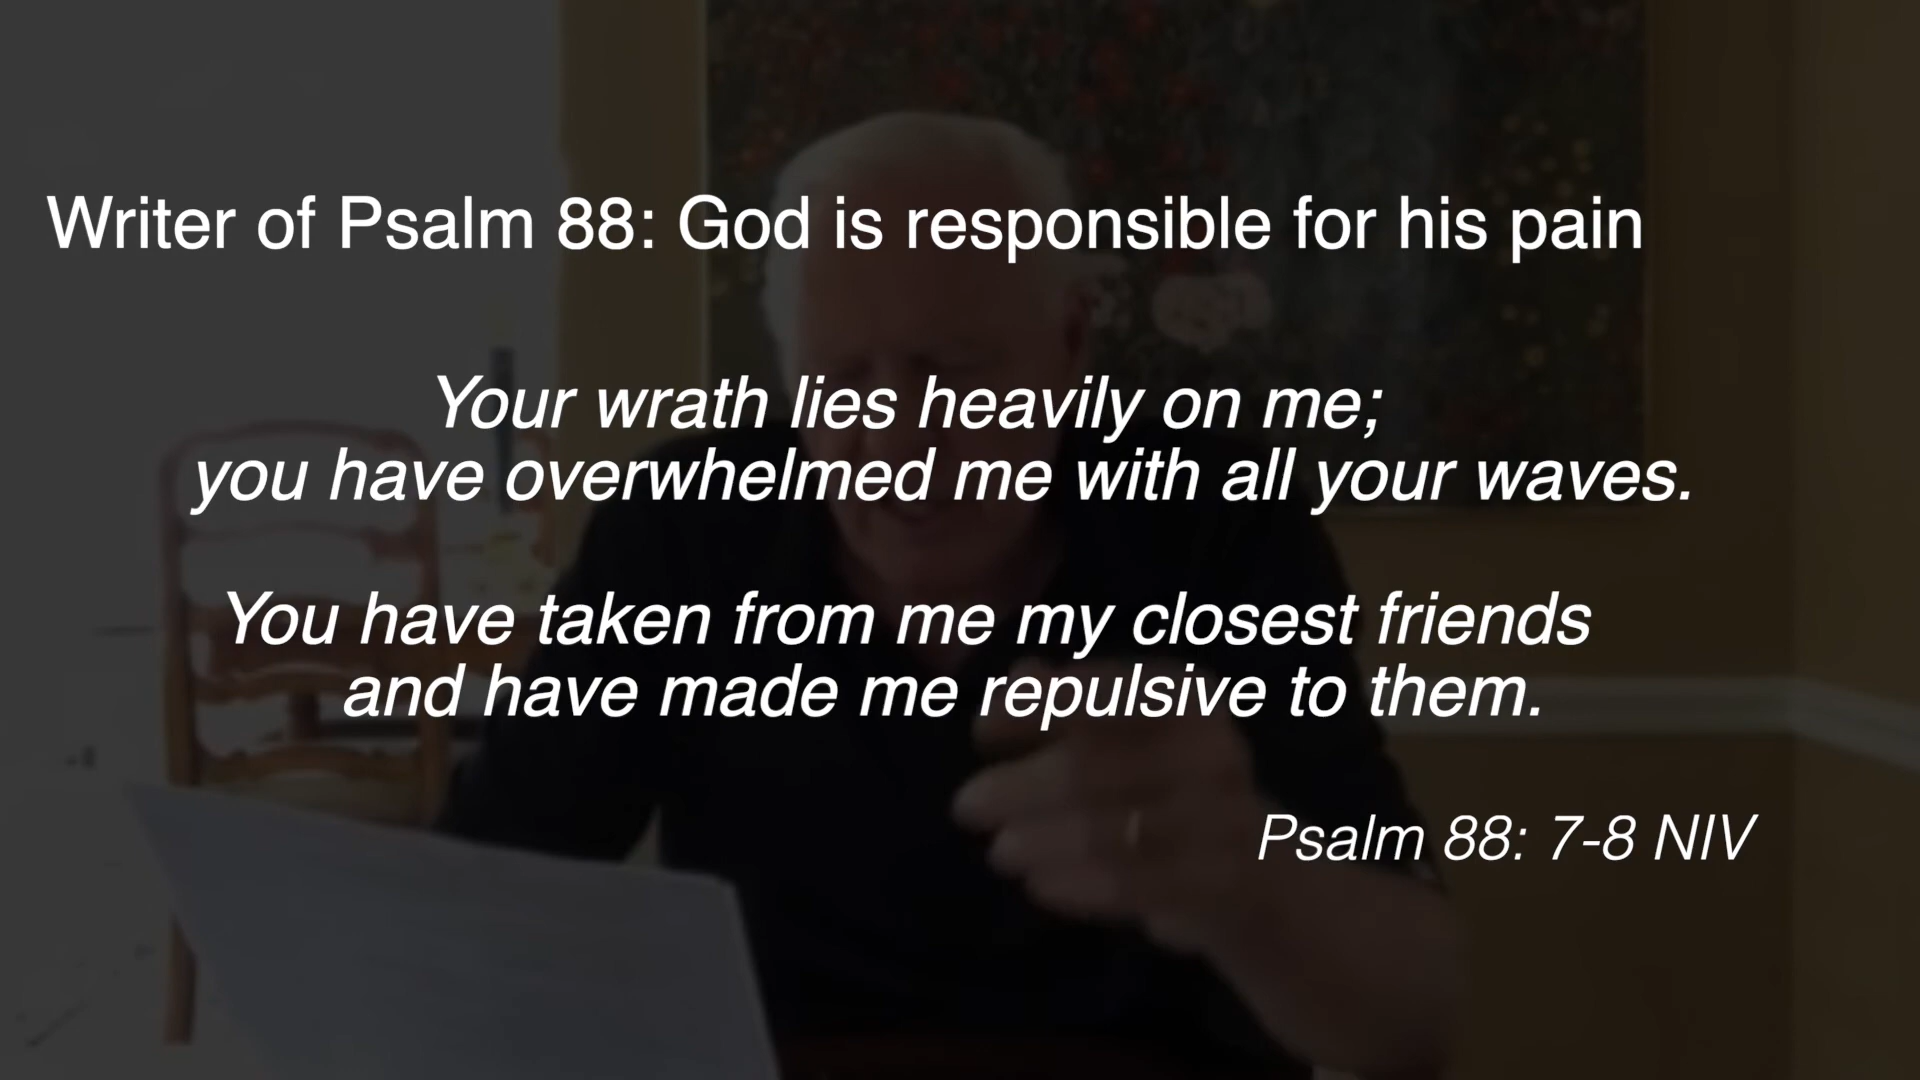 Writer of Psalm 88: God is responsible for his pain
Your wrath lies heavily on me;
you have overwhelmed me with all your waves.
You have taken from me my closest friends
and have made me repulsive to them.
Psalm 88: 7-8 NIV